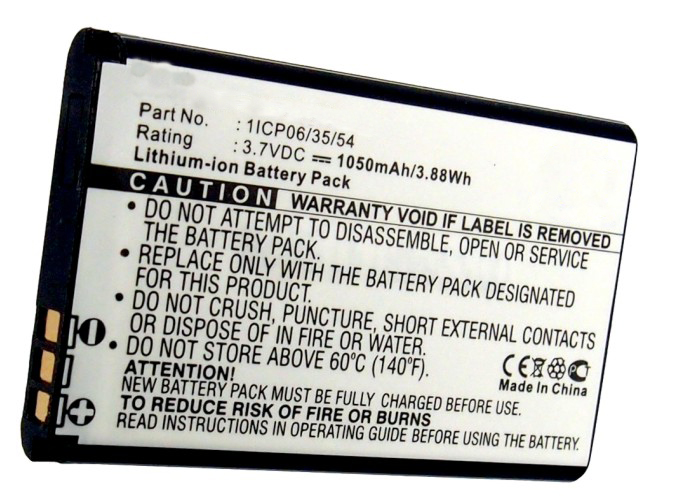 Part No. : 1ICP06/35/54
Rating : 3.7VDC ⎓ 1050mAh/3.88Wh
Lithium-ion Battery Pack
CAUTION WARRANTY VOID IF LABEL IS REMOVED
• DO NOT ATTEMPT TO DISASSEMBLE, OPEN OR SERVICE
THE BATTERY PACK.
• REPLACE ONLY WITH THE BATTERY PACK DESIGNATED
FOR THIS PRODUCT.
• DO NOT CRUSH, PUNCTURE, SHORT EXTERNAL CONTACTS
OR DISPOSE OF IN FIRE OR WATER.
• DO NOT STORE ABOVE 60°C (140°F).
ATTENTION!
NEW BATTERY PACK MUST BE FULLY CHARGED BEFORE USE.
TO REDUCE RISK OF FIRE OR BURNS
READ INSTRUCTIONS IN OPERATING GUIDE BEFORE USING THE BATTERY.
CE
Made In China